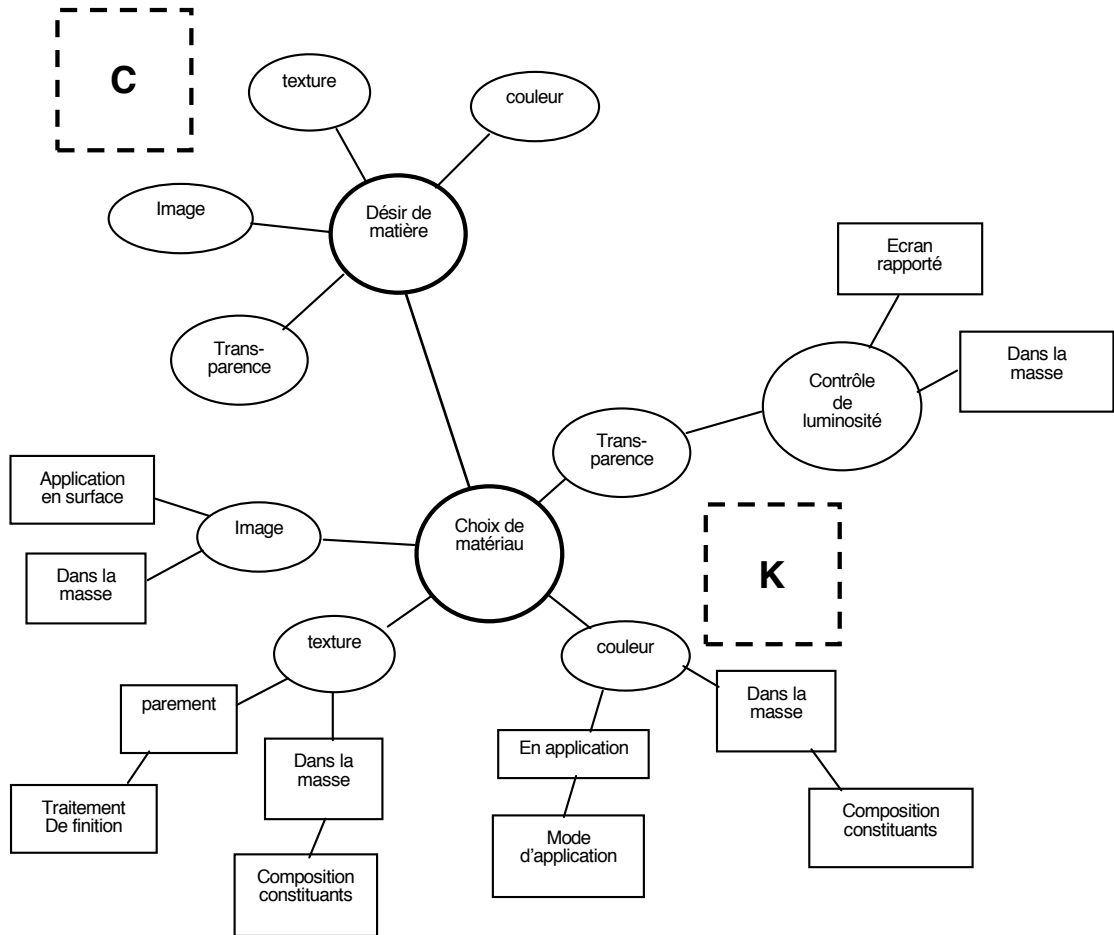 C
texture
couleur
Image
Désir de
matière
Trans-
parence
Ecran
rapporté
Dans la
masse
Contrôle
de
luminosité
Trans-
parence
Application
en surface
Image
Dans la
masse
Choix de
matériau
K
texture
couleur
parement
Dans la
masse
En application
Dans la
masse
Traitement
De finition
Composition
constituants
Mode
d’application
Composition
constituants